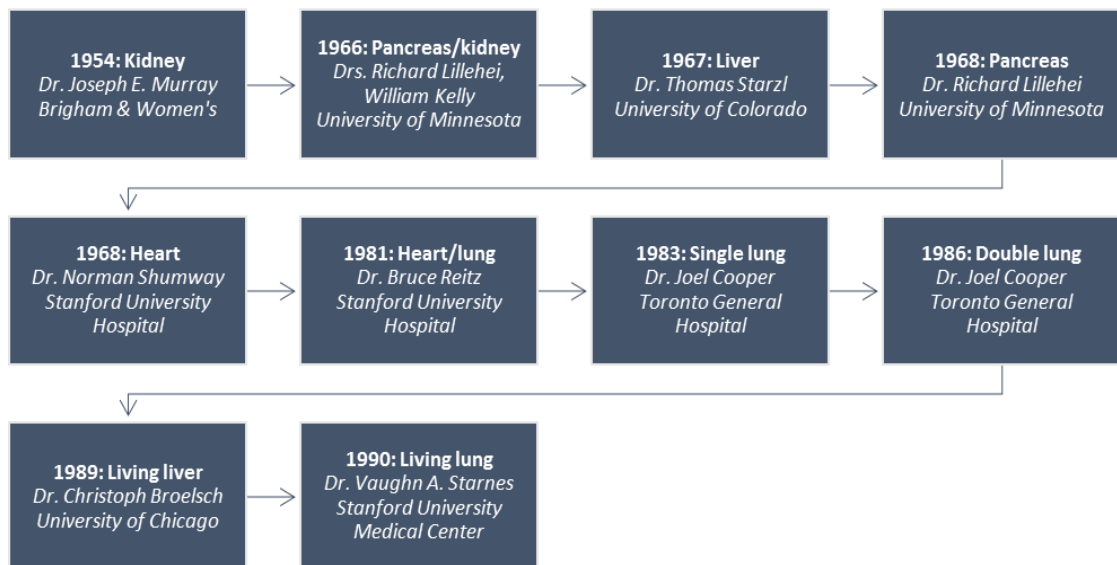 1954: Kidney
Dr. Joseph E. Murray
Brigham & Women's
1966: Pancreas/kidney
Drs. Richard Lillehei,
William Kelly
University of Minnesota
1967: Liver
Dr. Thomas Starzl
University of Colorado
1968: Pancreas
Dr. Richard Lillehei
University of Minnesota
1968: Heart
Dr. Norman Shumway
Stanford University
Hospital
1981: Heart/lung
Dr. Bruce Reitz
Stanford University
Hospital
1983: Single lung
Dr. Joel Cooper
Toronto General
Hospital
1986: Double lung
Dr. Joel Cooper
Toronto General
Hospital
1989: Living liver
Dr. Christoph Broelsch
University of Chicago
1990: Living lung
Dr. Vaughn A. Starnes
Stanford University
Medical Center